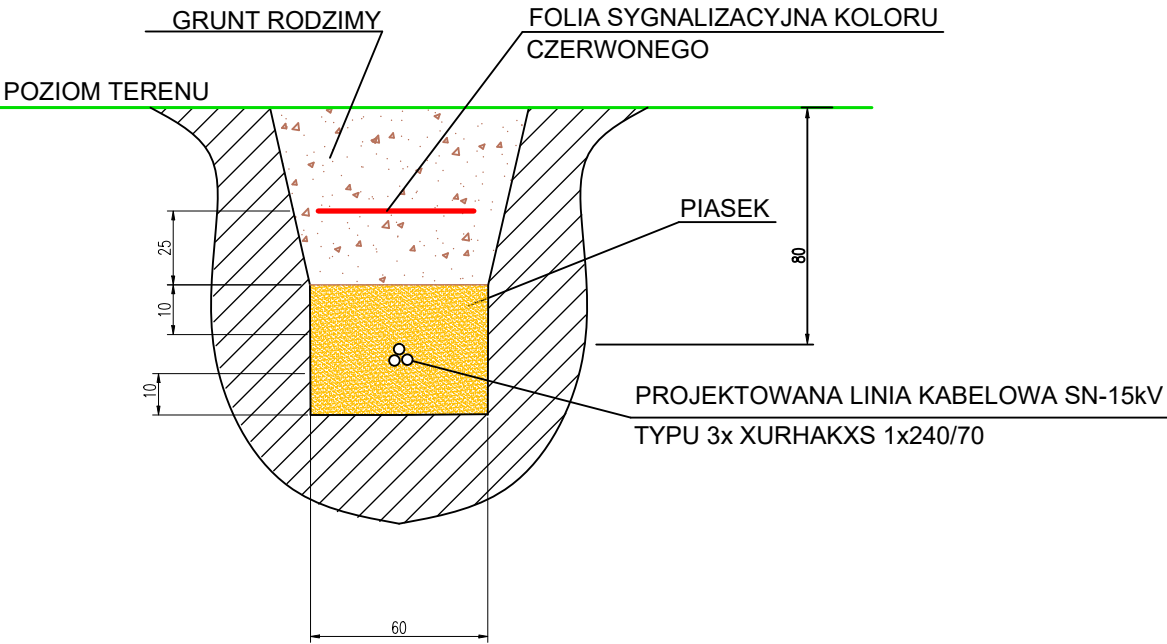 GRUNT RODZIMY
FOLIA SYGNALIZACYJNA KOLORU
CZERWONEGO
POZIOM TERENU
PIASEK
25
80
10
10
PROJEKTOWANA LINIA KABELOWA SN-15kV
TYPU 3x XURHAKXS 1x240/70
60